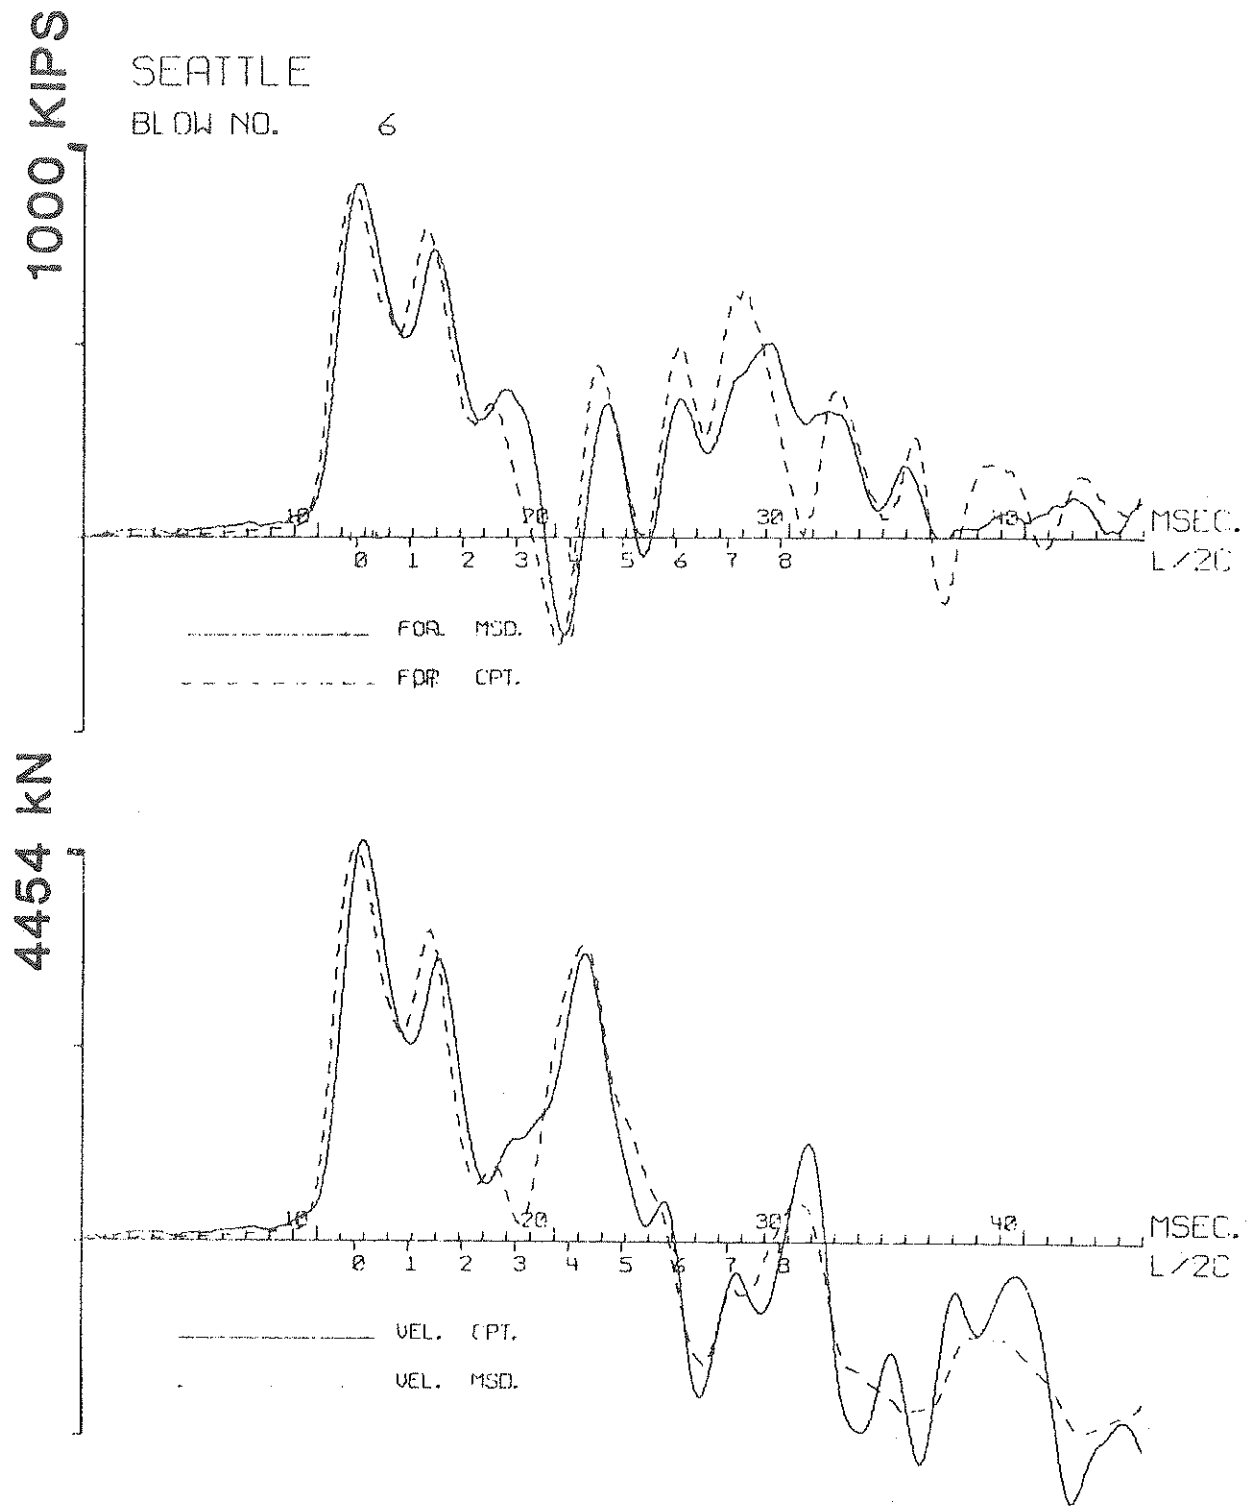 1000 KIPS
SEATTLE
BLOW NO. 6
10 20 30 40 MSEC.
0 1 2 3 4 5 6 7 8 L/2C
FOR. MSD.
FOR CPT.
4454 kN
10 20 30 40 MSEC.
0 1 2 3 4 5 6 7 8 L/2C
VEL. CPT.
VEL. MSD.